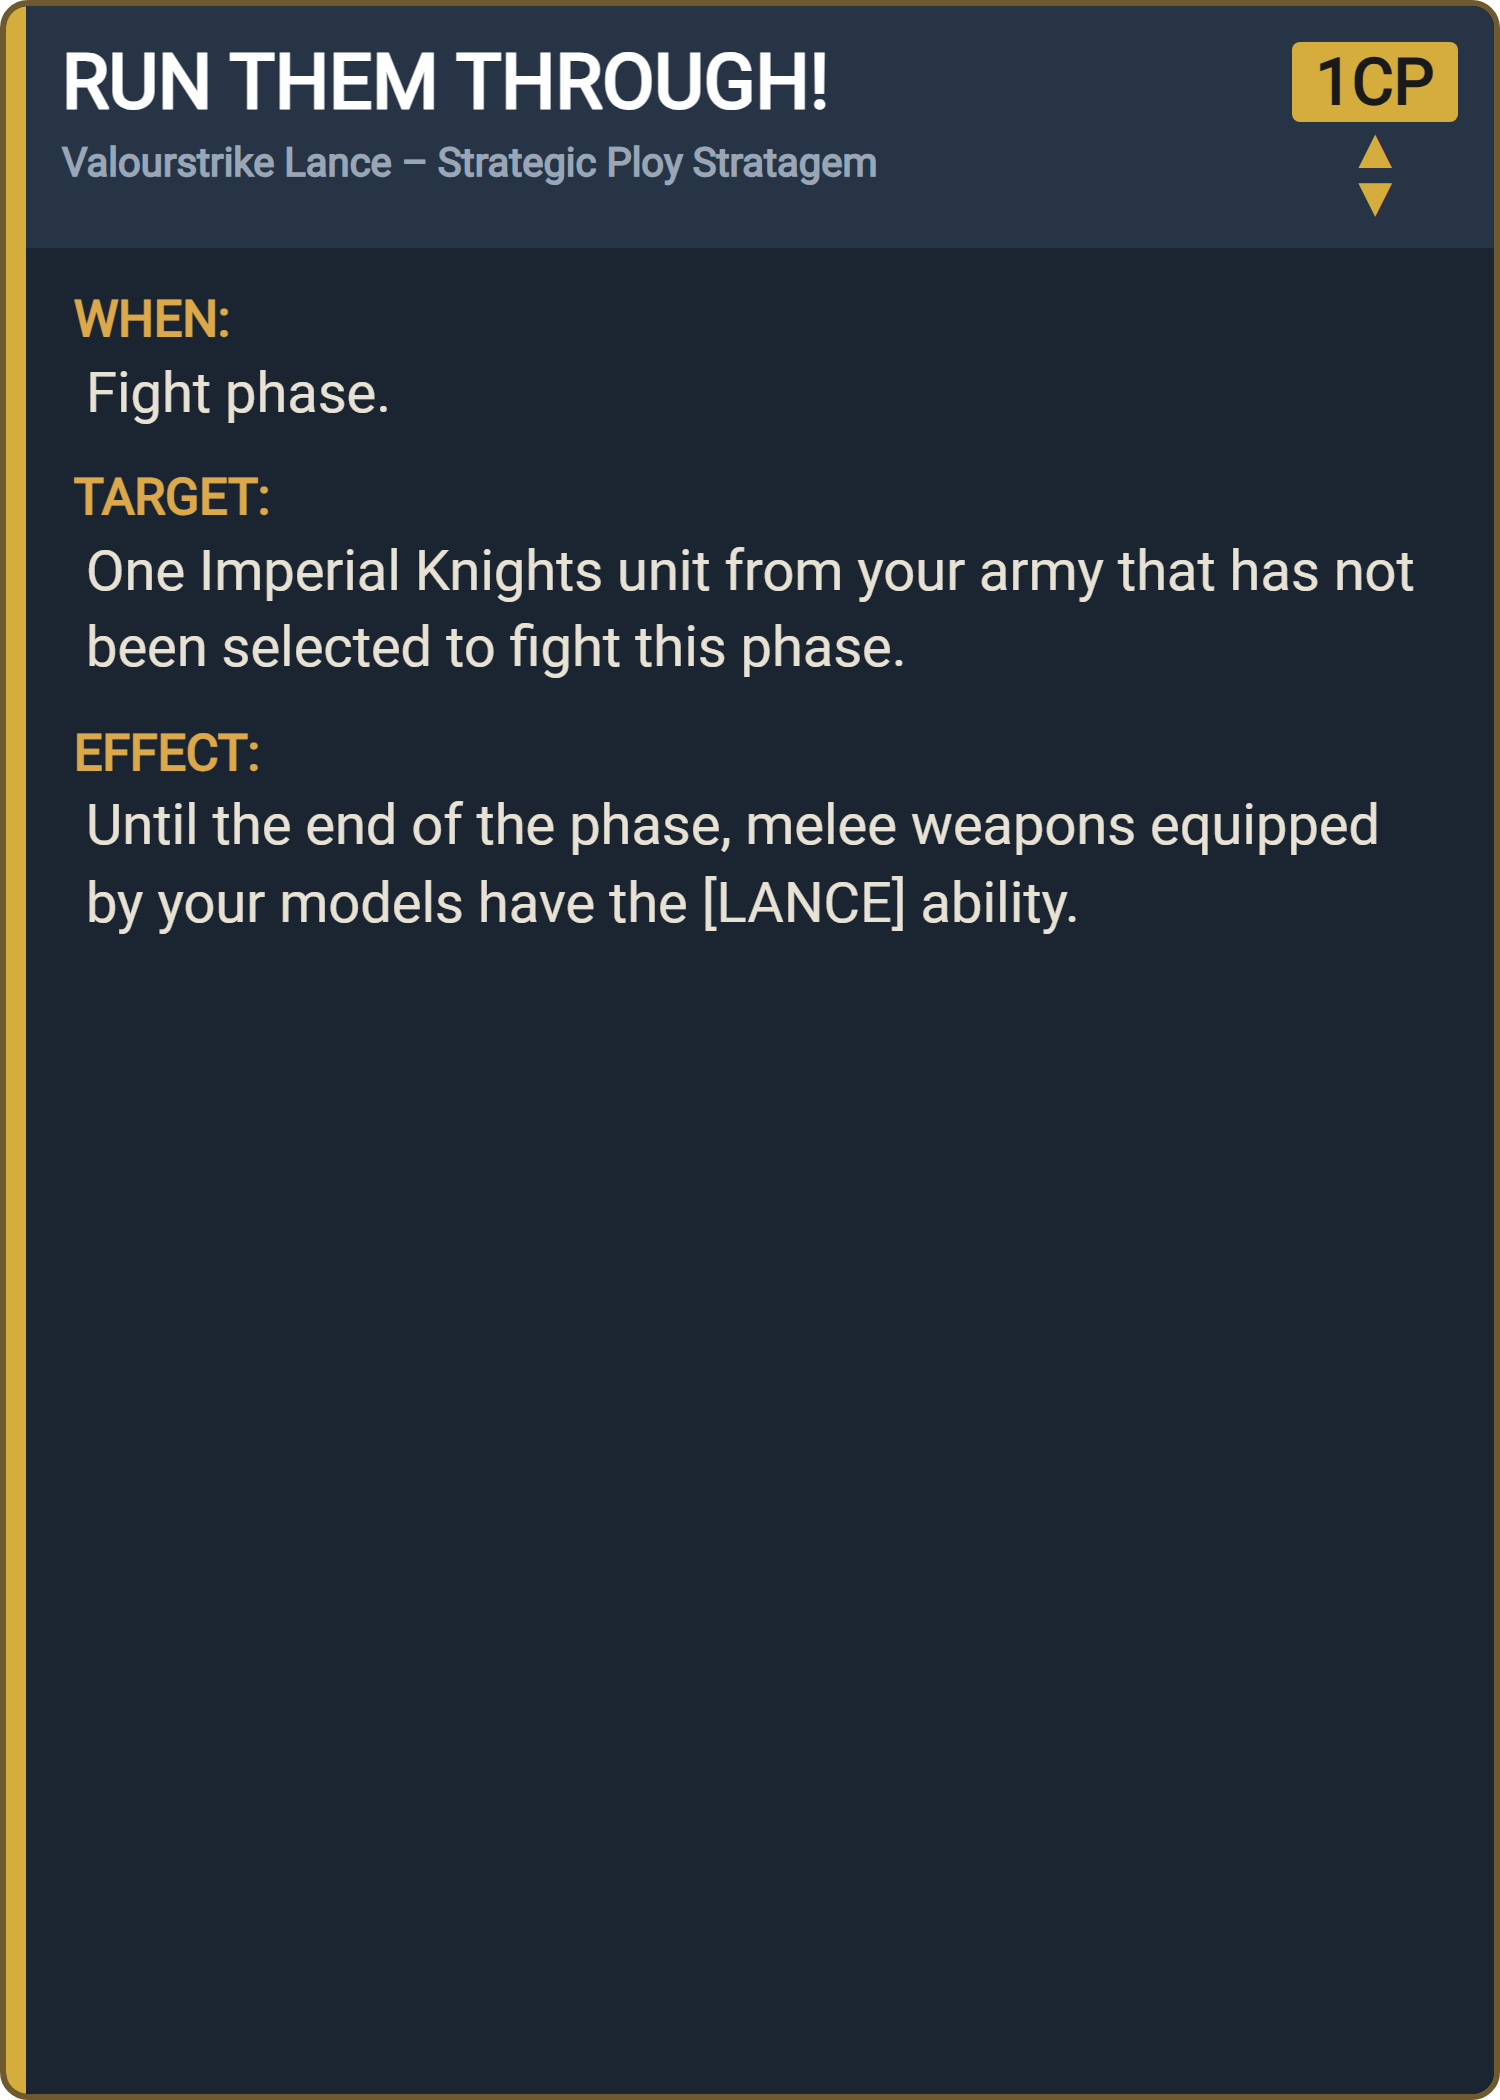 RUN THEM THROUGH!
1CP
Valourstrike Lance – Strategic Ploy Stratagem
▲
▼
WHEN:
Fight phase.
TARGET:
One Imperial Knights unit from your army that has not
been selected to fight this phase.
EFFECT:
Until the end of the phase, melee weapons equipped
by your models have the [LANCE] ability.